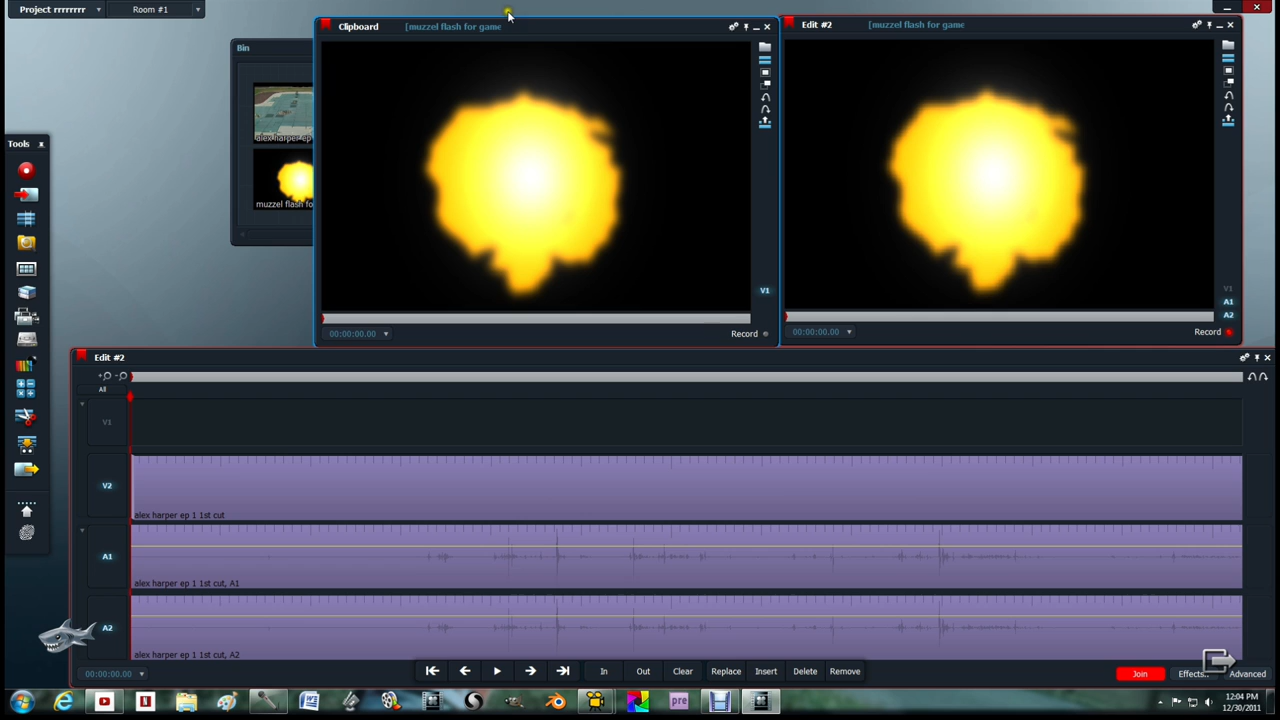 Project rrrrrrrr
Room #1
Clipboard
[muzzel flash for game
Edit #2
[muzzel flash for game
Bin
alex harper ep
muzzel flash fo
Tools
V1
V1
A1
A2
00:00:00.00
Record
00:00:00.00
Record
Edit #2
All
V1
V2
alex harper ep 1 1st cut
A1
alex harper ep 1 1st cut, A1
A2
alex harper ep 1 1st cut, A2
00:00:00.00
In
Out
Clear
Replace
Insert
Delete
Remove
Join
Effects
Advanced
pre
12:04 PM
12/30/2011